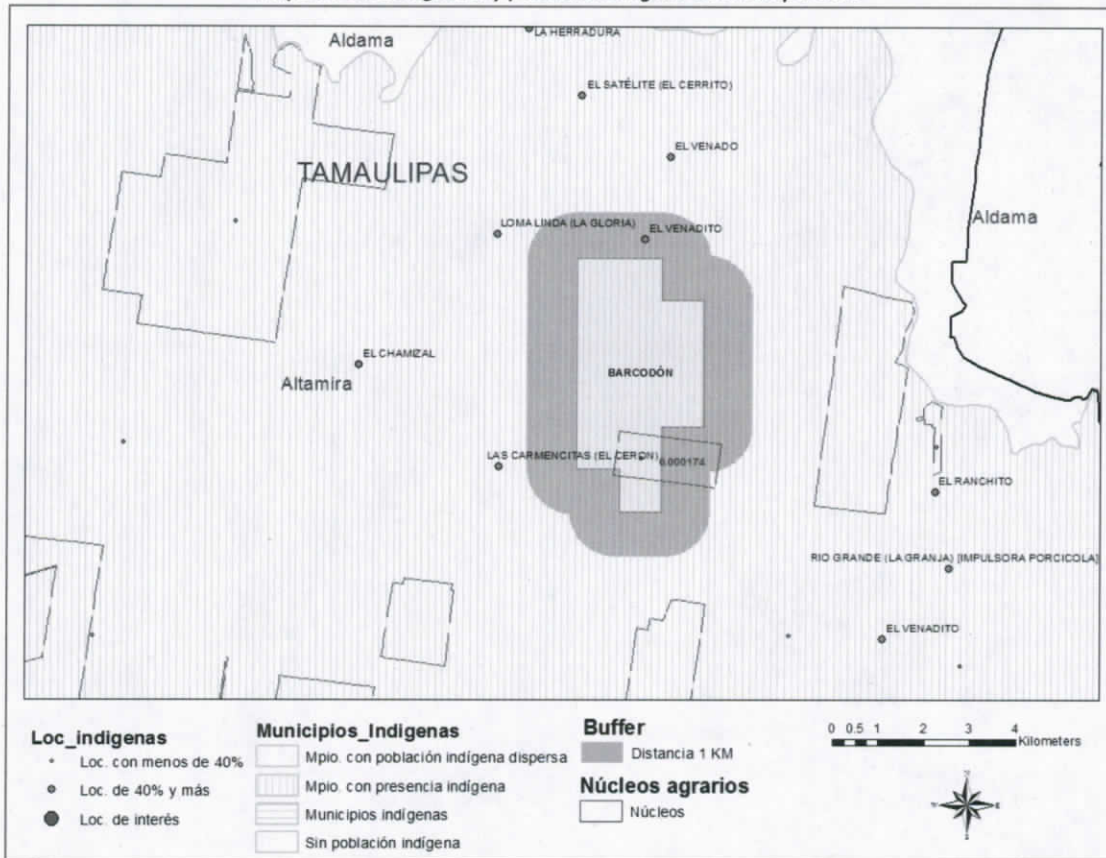 Aldama
LA HERRADURA
EL SATÉLITE (EL CERRITO)
EL VENADO
TAMAULIPAS
Aldama
LOMA LINDA (LA GLORIA)
EL VENADITO
EL CHAMIZAL
Altamira
BARCODÓN
LAS CARMENCITAS (EL CERON)
6.000174
EL RANCHITO
RIO GRANDE (LA GRANJA) [IMPULSORA PORCICOLA]
EL VENADITO
Loc_indigenas
Loc. con menos de 40%
Loc. de 40% y más
Loc. de interés
Municipios_Indigenas
Mpio. con población indígena dispersa
Mpio. con presencia indígena
Municipios indígenas
Sin población indígena
Buffer
Distancia 1 KM
Núcleos agrarios
Núcleos
0 0.5 1 2 3 4
Kilometers